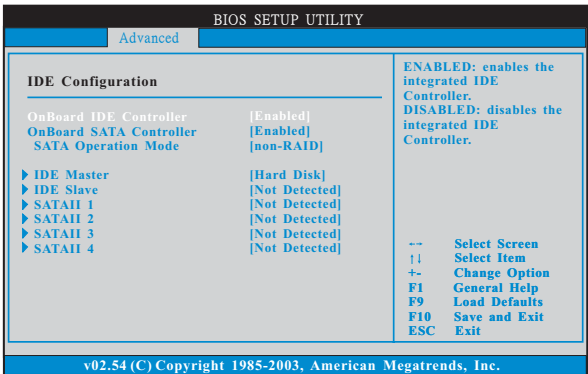 BIOS SETUP UTILITY
Advanced
IDE Configuration
OnBoard IDE Controller [Enabled]
OnBoard SATA Controller [Enabled]
SATA Operation Mode [non-RAID]
IDE Master [Hard Disk]
IDE Slave [Not Detected]
SATAII 1 [Not Detected]
SATAII 2 [Not Detected]
SATAII 3 [Not Detected]
SATAII 4 [Not Detected]
ENABLED: enables the
integrated IDE
Controller.
DISABLED: disables the
integrated IDE
Controller.
←→ Select Screen
↑↓ Select Item
+- Change Option
F1 General Help
F9 Load Defaults
F10 Save and Exit
ESC Exit
v02.54 (C) Copyright 1985-2003, American Megatrends, Inc.